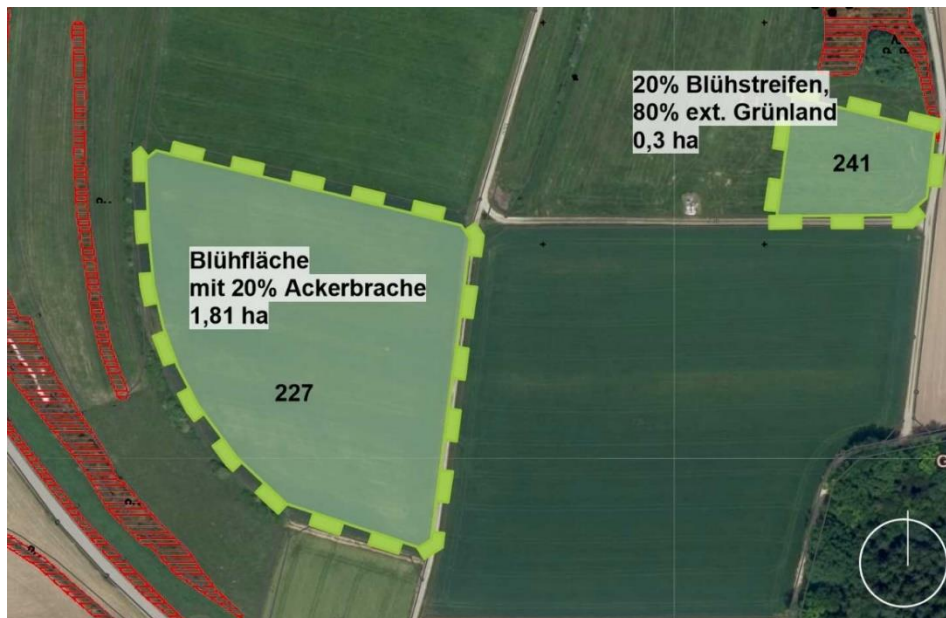 20% Blühstreifen,
80% ext. Grünland
0,3 ha
241
Blühfläche
mit 20% Ackerbrache
1,81 ha
227
G